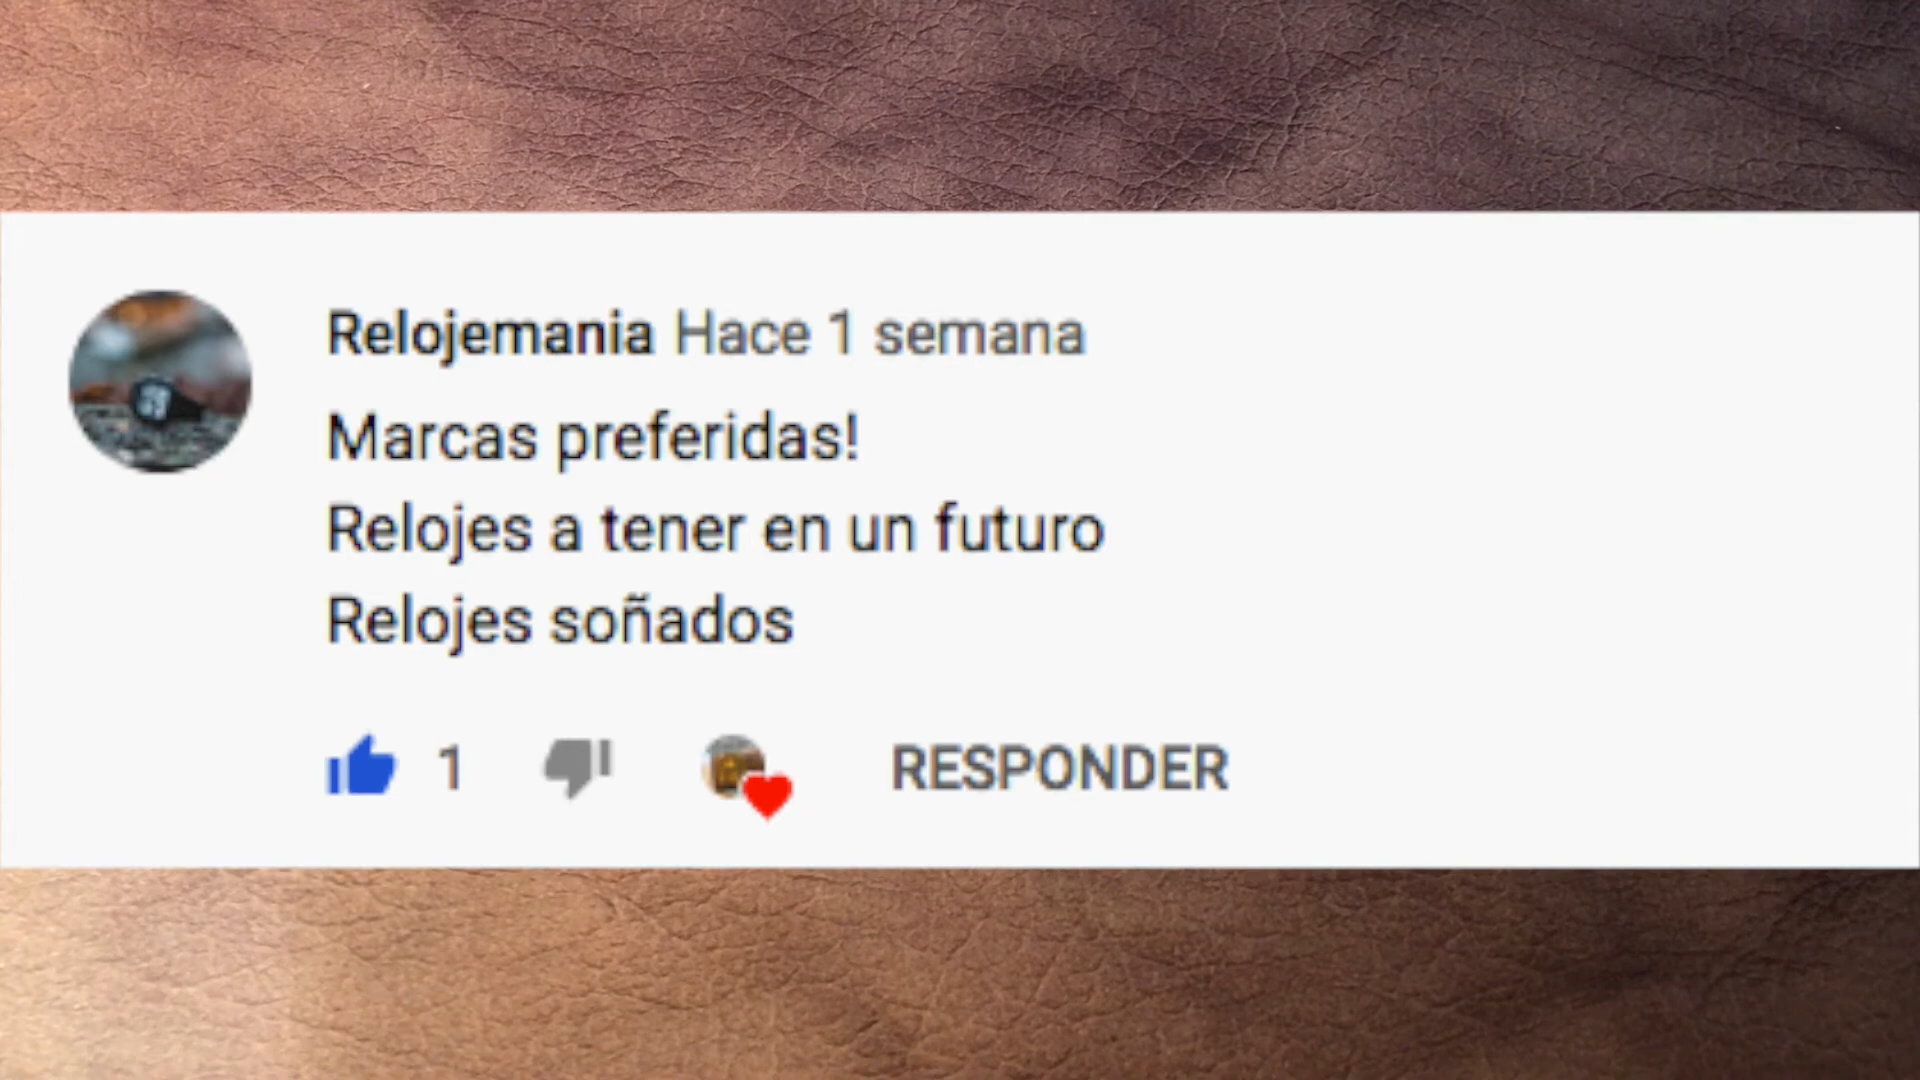 Relojemania Hace 1 semana
Marcas preferidas!
Relojes a tener en un futuro
Relojes soñados
1 RESPONDER